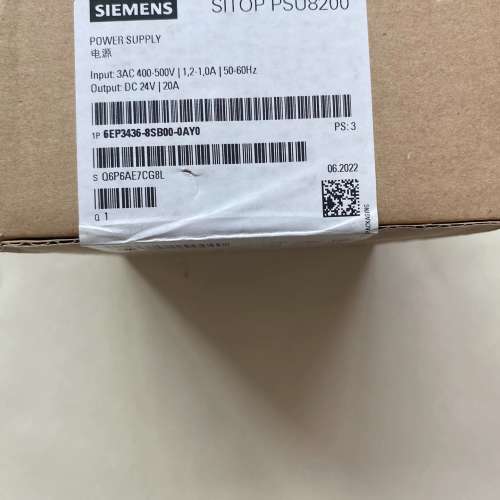 SIEMENS
SITOP PSU8200
POWER SUPPLY
电源
Input: 3AC 400-500V | 1,2-1,0A | 50-60Hz
Output: DC 24V | 20A
1P 6EP3436-8SB00-0AY0
PS: 3
S Q6P6AE7CG8L
06.2022
Q 1
PACKAGING